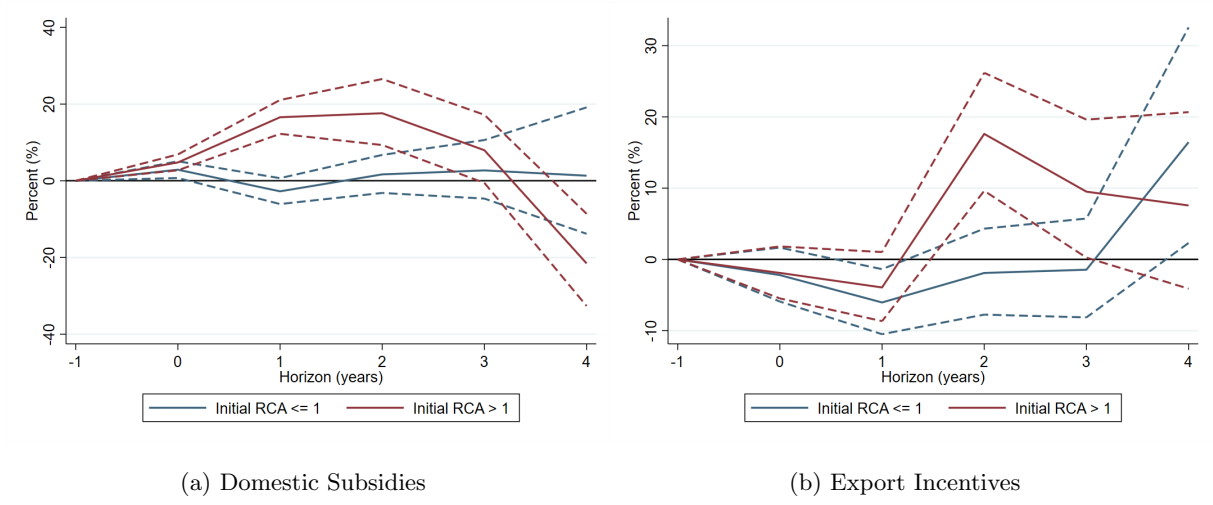 40
20
0
-20
-40
Percent (%)
-1 0 1 2 3 4
Horizon (years)
Initial RCA <= 1 Initial RCA > 1
(a) Domestic Subsidies
30
20
10
0
-10
Percent (%)
-1 0 1 2 3 4
Horizon (years)
Initial RCA <= 1 Initial RCA > 1
(b) Export Incentives